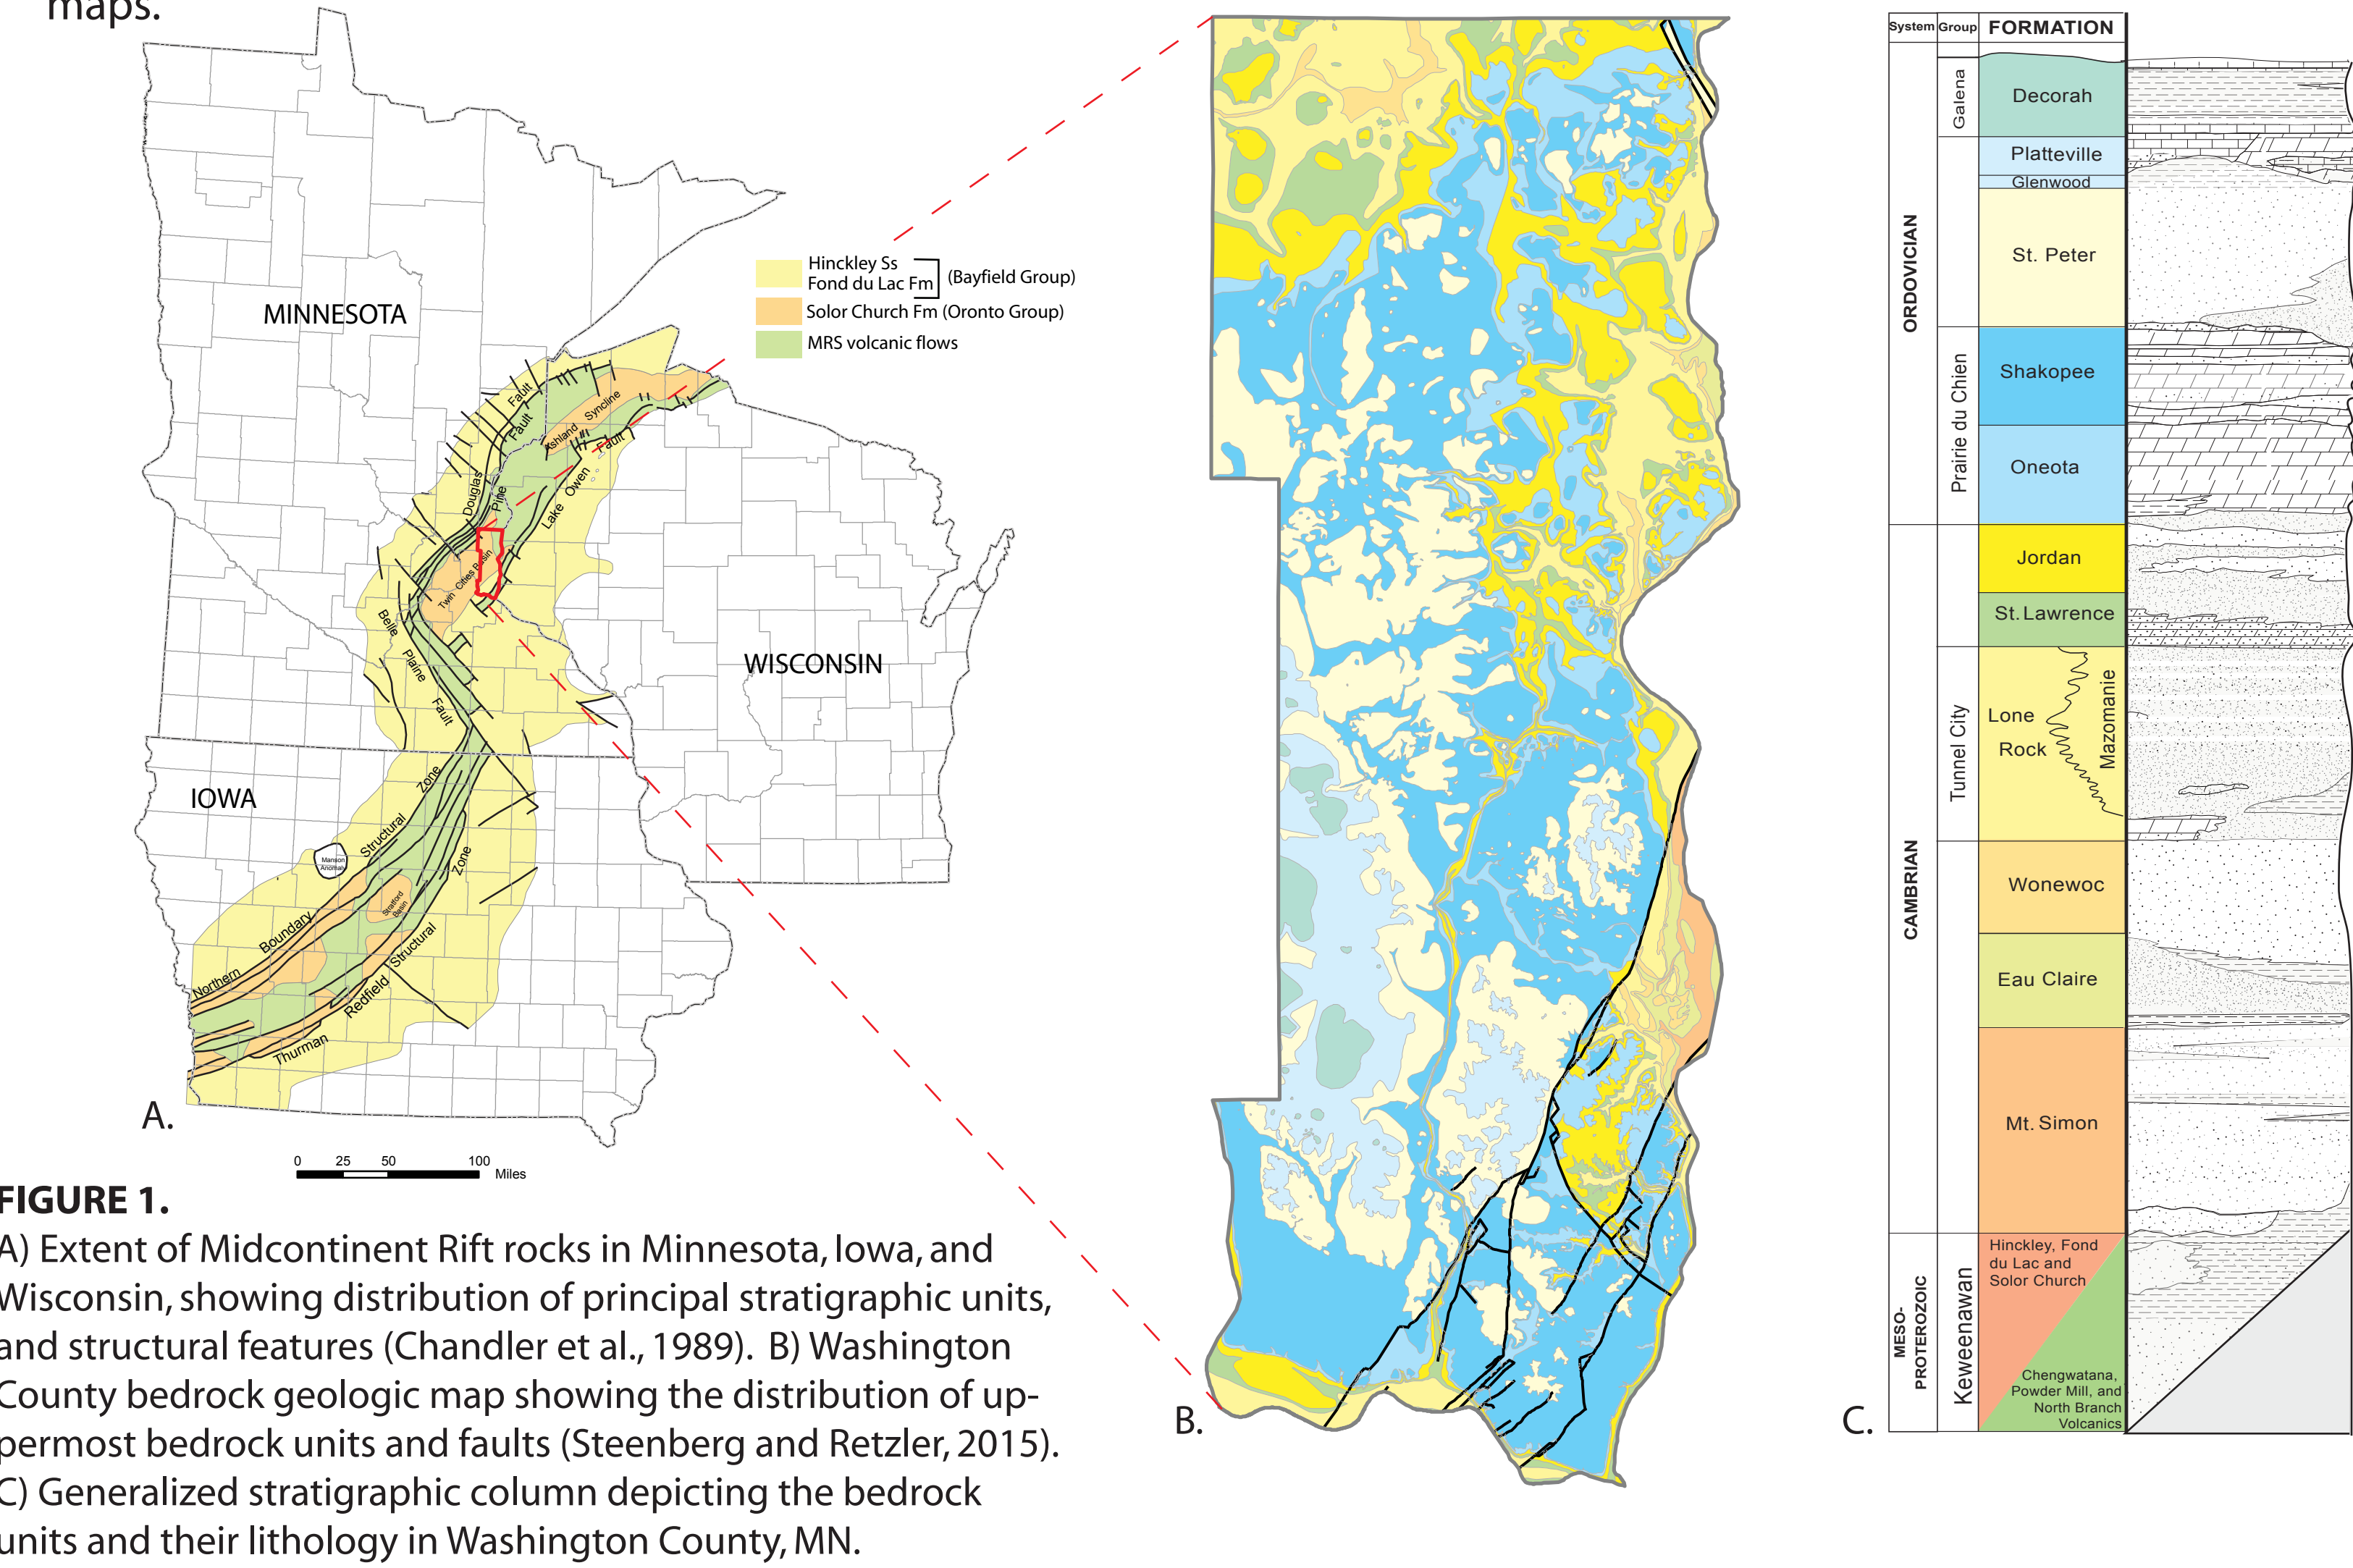 maps.
MINNESOTA
WISCONSIN
IOWA
Hinckley Ss
Fond du Lac Fm
(Bayfield Group)
Solor Church Fm (Oronto Group)
MRS volcanic flows
Fault
Fault
Ashland Syncline
Fault
Douglas
Pine
Lake Owen
Twin Cities Basin
Belle
Plaine
Fault
Zone
Structural
Manson
Anomaly
Zone
Stratford
Basin
Boundary
Structural
Northern
Redfield
Thurman
A.
0 25 50 100
Miles
FIGURE 1.
A) Extent of Midcontinent Rift rocks in Minnesota, Iowa, and
Wisconsin, showing distribution of principal stratigraphic units,
and structural features (Chandler et al., 1989). B) Washington
County bedrock geologic map showing the distribution of up-
permost bedrock units and faults (Steenberg and Retzler, 2015).
C) Generalized stratigraphic column depicting the bedrock
units and their lithology in Washington County, MN.
B.
C.
System Group FORMATION
ORDOVICIAN
Galena
Decorah
Platteville
Glenwood
St. Peter
Prairie du Chien
Shakopee
Oneota
CAMBRIAN
Jordan
St. Lawrence
Tunnel City
Lone
Rock
Mazomanie
Wonewoc
Eau Claire
Mt. Simon
MESO-
PROTEROZOIC
Keweenawan
Hinckley, Fond
du Lac and
Solor Church
Chengwatana,
Powder Mill, and
North Branch
Volcanics